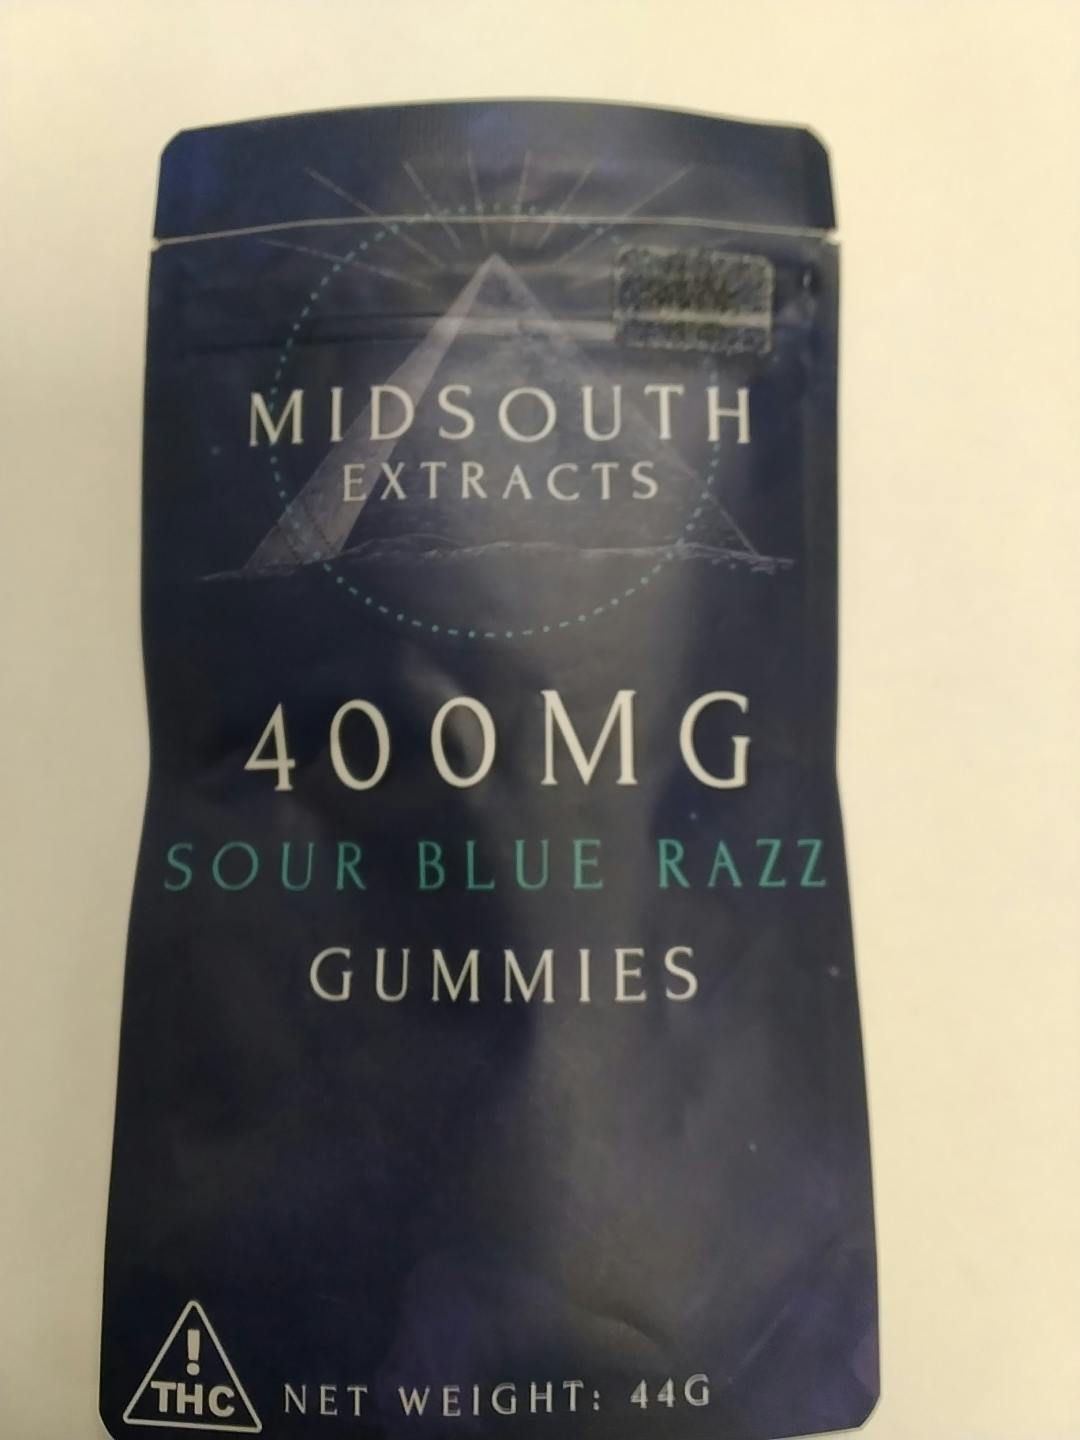 MIDSOUTH
EXTRACTS
400MG
SOUR BLUE RAZZ
GUMMIES
!
THC
NET WEIGHT: 44G